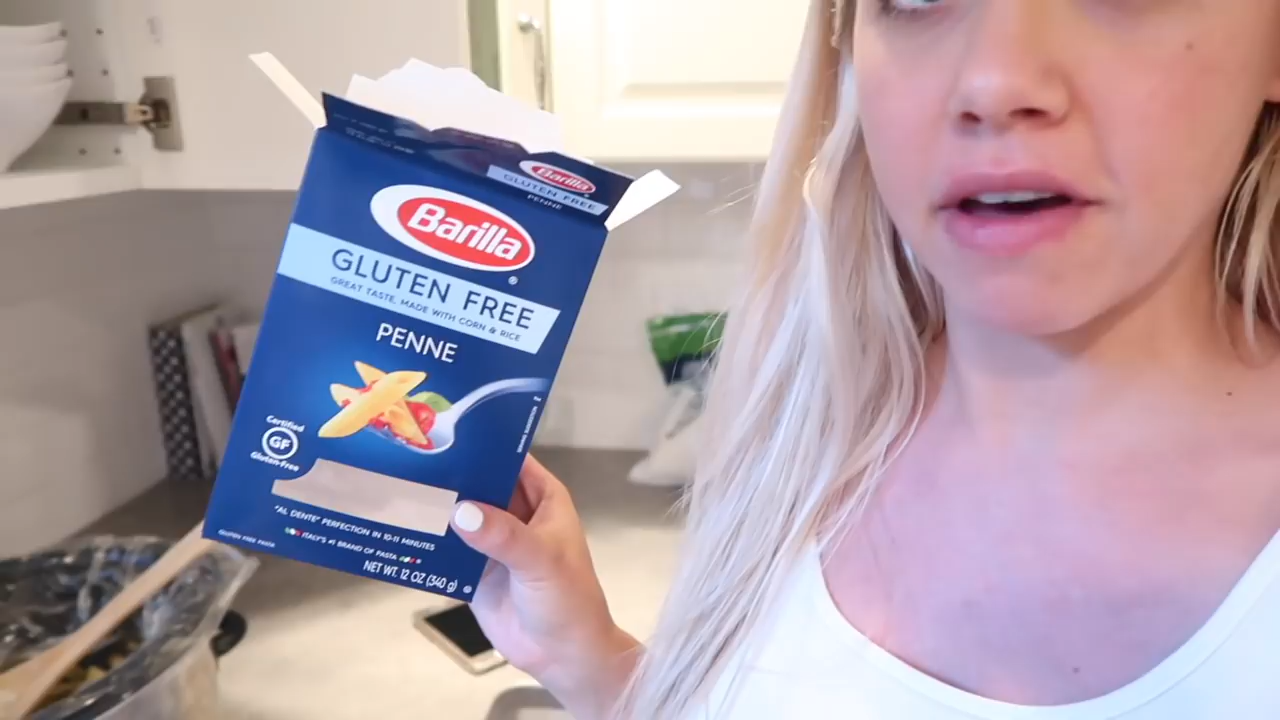 Barilla
GLUTEN FREE
PENNE
Barilla
®
GLUTEN FREE
GREAT TASTE, MADE WITH CORN & RICE
PENNE
Certified
GF
Gluten-Free
"AL DENTE" PERFECTION IN 10-11 MINUTES
ITALY'S #1 BRAND OF PASTA
GLUTEN FREE PASTA
NET WT. 12 OZ (340 g)